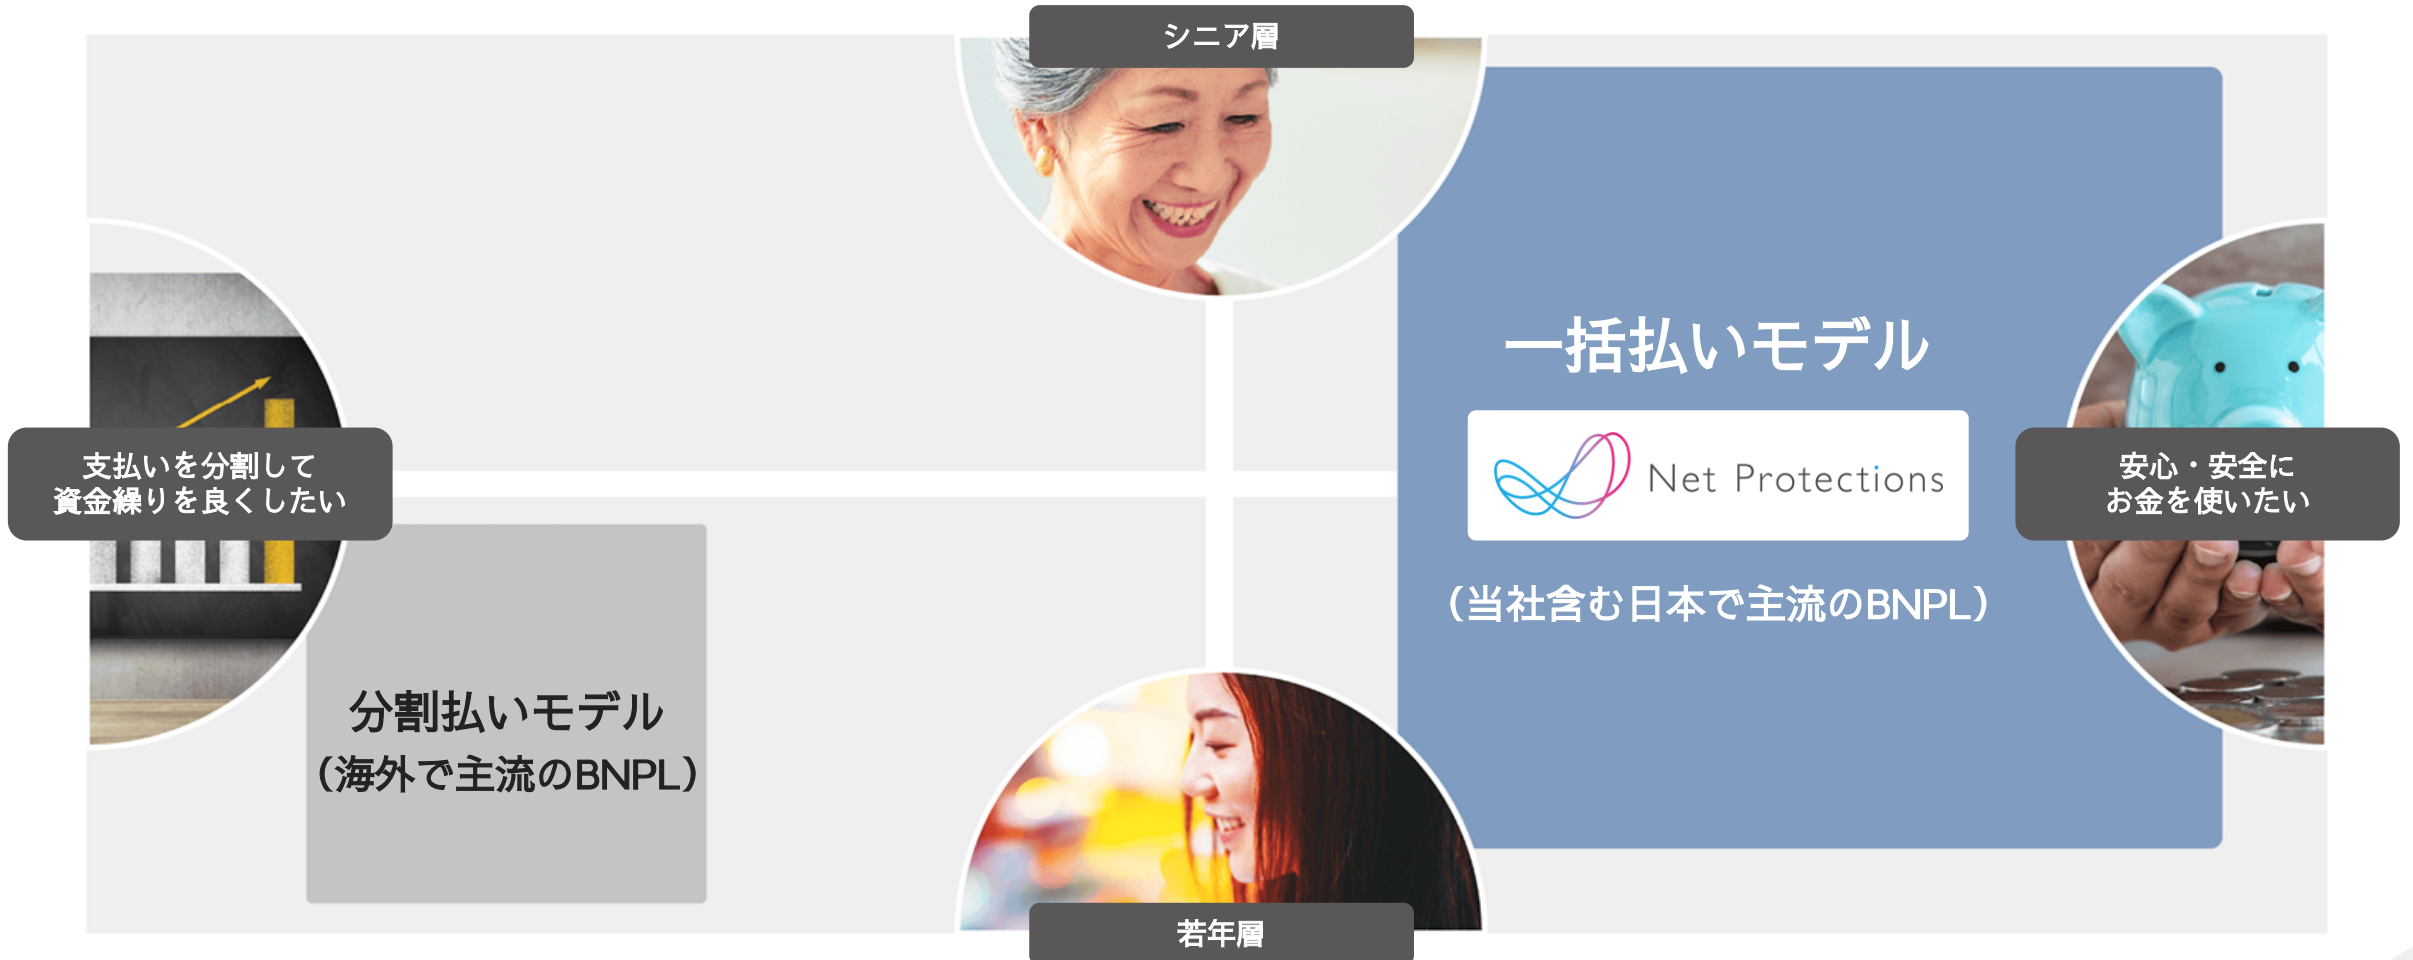 シニア層
一括払いモデル
Net Protections
(当社含む日本で主流のBNPL)
支払いを分割して
資金繰りを良くしたい
安心・安全に
お金を使いたい
分割払いモデル
(海外で主流のBNPL)
若年層